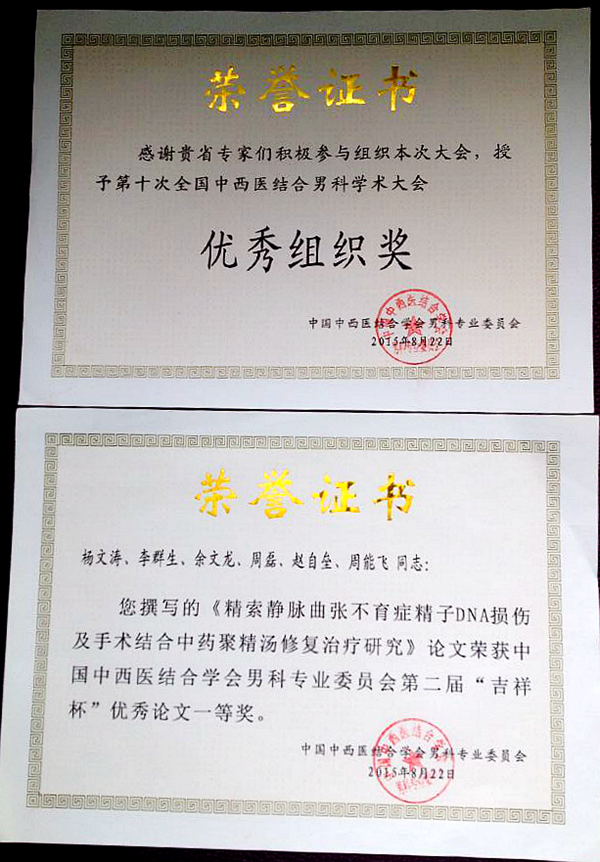 荣誉证书
感谢贵省专家们积极参与组织本次大会，授
予第十次全国中西医结合男科学术大会
优秀组织奖
中国中西医结合学会男科专业委员会
2015年8月22日
荣誉证书
杨文涛、李群生、余文龙、周磊、赵自垒、周能飞 同志：
您撰写的《精索静脉曲张不育症精子DNA损伤
及手术结合中药聚精汤修复治疗研究》论文荣获中
国中西医结合学会男科专业委员会第二届“吉祥
杯”优秀论文一等奖。
中国中西医结合学会男科专业委员会
2015年8月22日